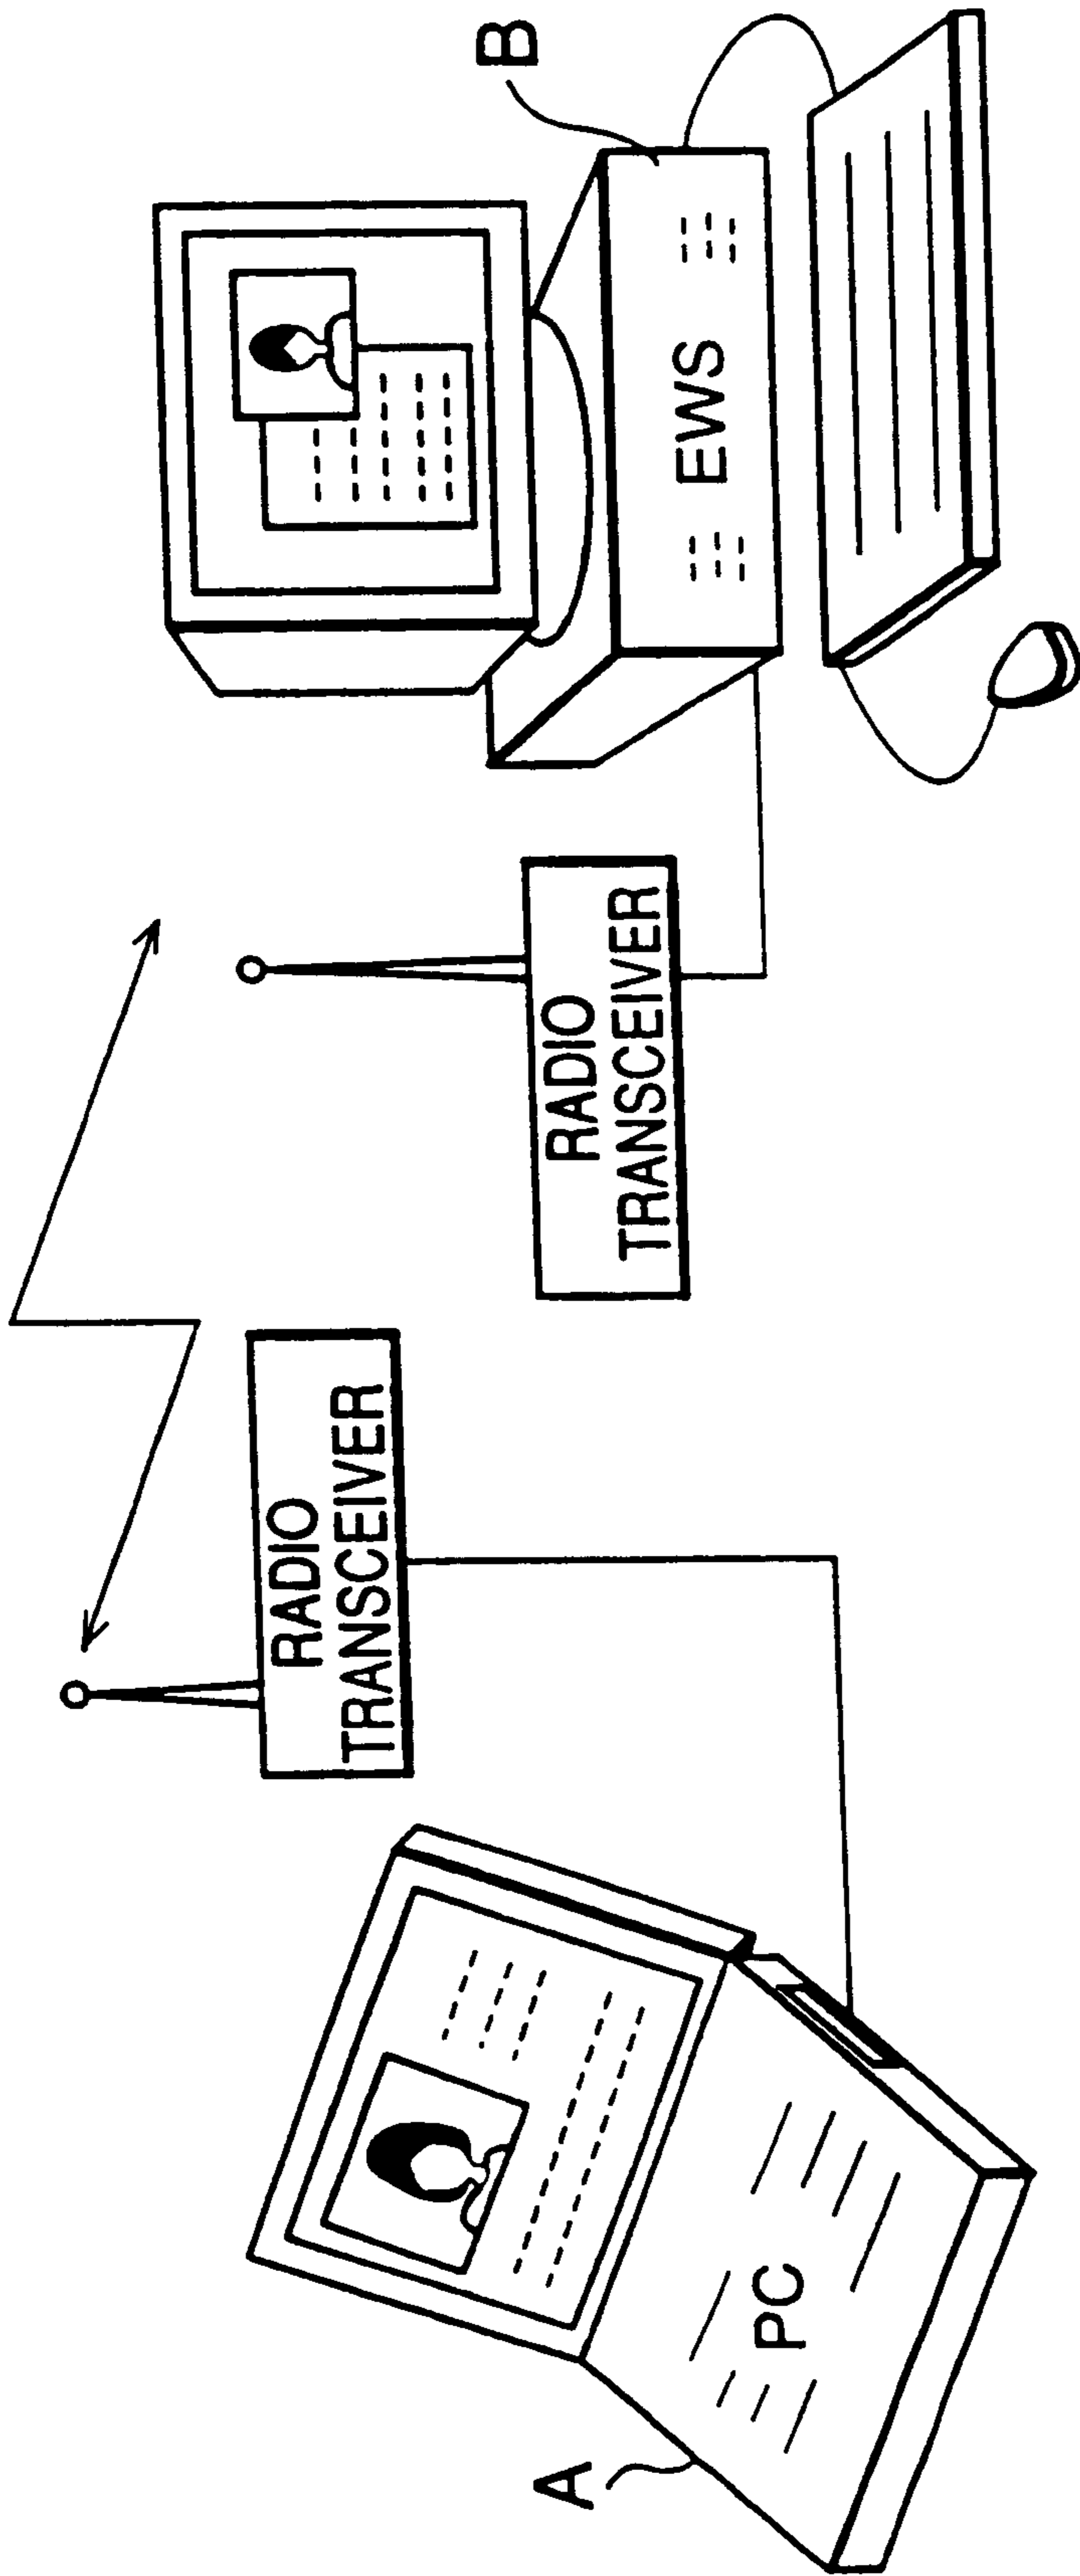 A
PC
RADIO
TRANSCEIVER
RADIO
TRANSCEIVER
EWS
B